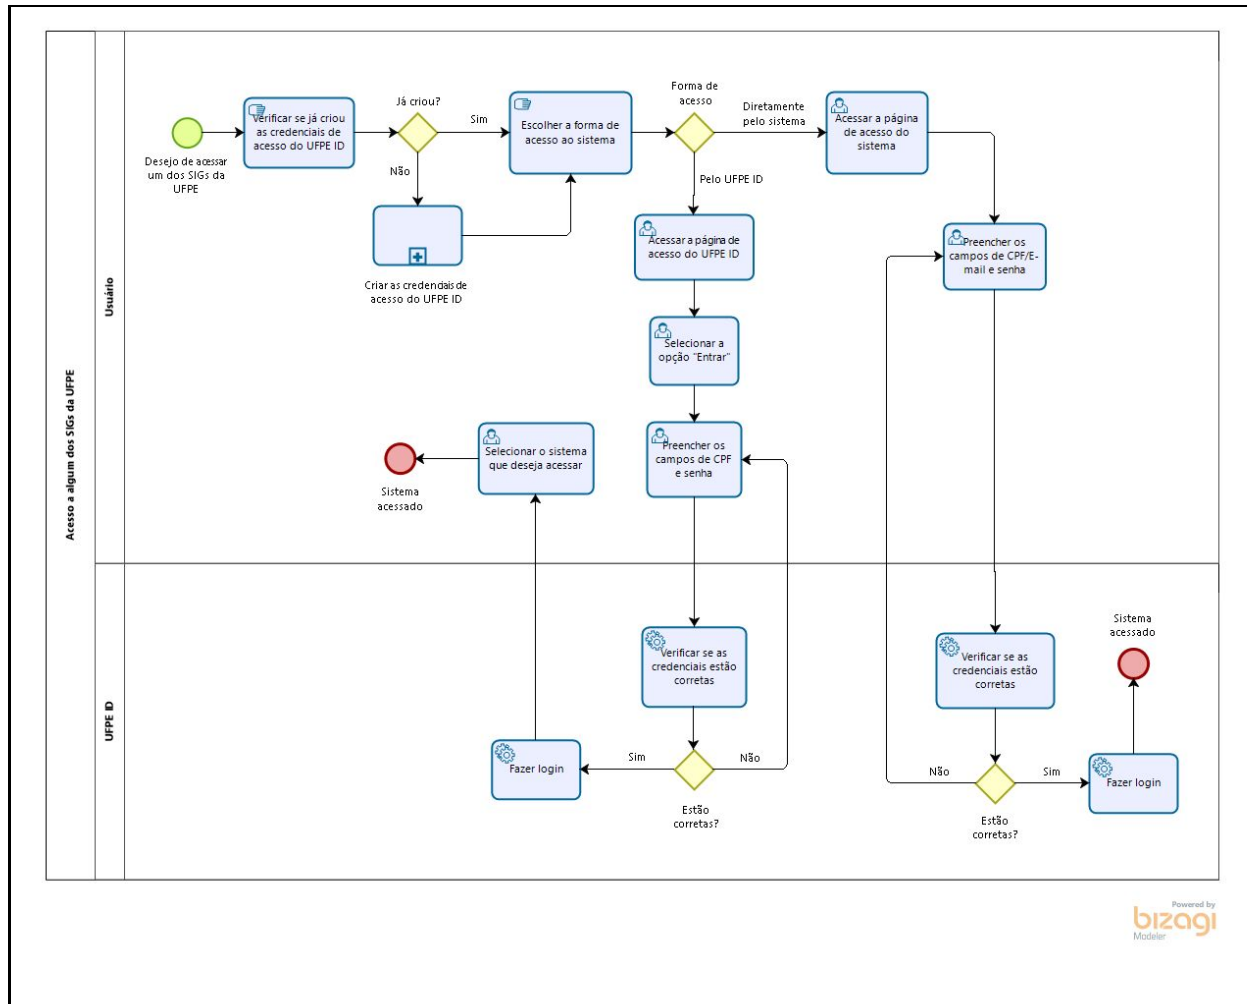 Acesso a algum dos SIGs da UFPE
Usuário
Desejo de acessar
um dos SIGs da
UFPE
Verificar se já criou
as credenciais de
acesso do UFPE ID
Já criou?
Sim
Não
Criar as credenciais de
acesso do UFPE ID
Escolher a forma de
acesso ao sistema
Forma de
acesso
Diretamente
pelo sistema
Pelo UFPE ID
Acessar a página
de acesso do
sistema
Acessar a página de
acesso do UFPE ID
Preencher os
campos de CPF/E-
mail e senha
Selecionar a
opção "Entrar"
Preencher os
campos de CPF
e senha
Selecionar o sistema
que deseja acessar
Sistema
acessado
UFPE ID
Verificar se as
credenciais estão
corretas
Fazer login
Sim
Não
Estão
corretas?
Verificar se as
credenciais estão
corretas
Não
Sim
Estão
corretas?
Fazer login
Sistema
acessado
Powered by
bizagi
Modeler